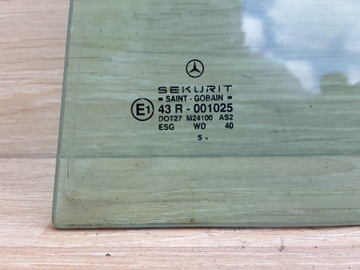 SEKURIT
= SAINT - GOBAIN =
E1 43 R - 001025
DOT27 M24100 AS2
ESG WD 40
5 •